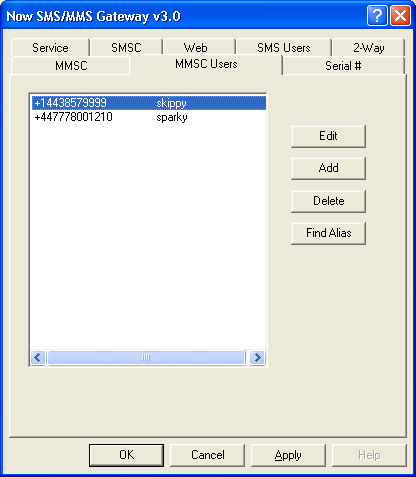 Now SMS/MMS Gateway v3.0
Service SMSC Web SMS Users 2-Way
MMSC MMSC Users Serial #
+14438579999 skippy
+447778001210 sparky
Edit
Add
Delete
Find Alias
OK Cancel Apply Help